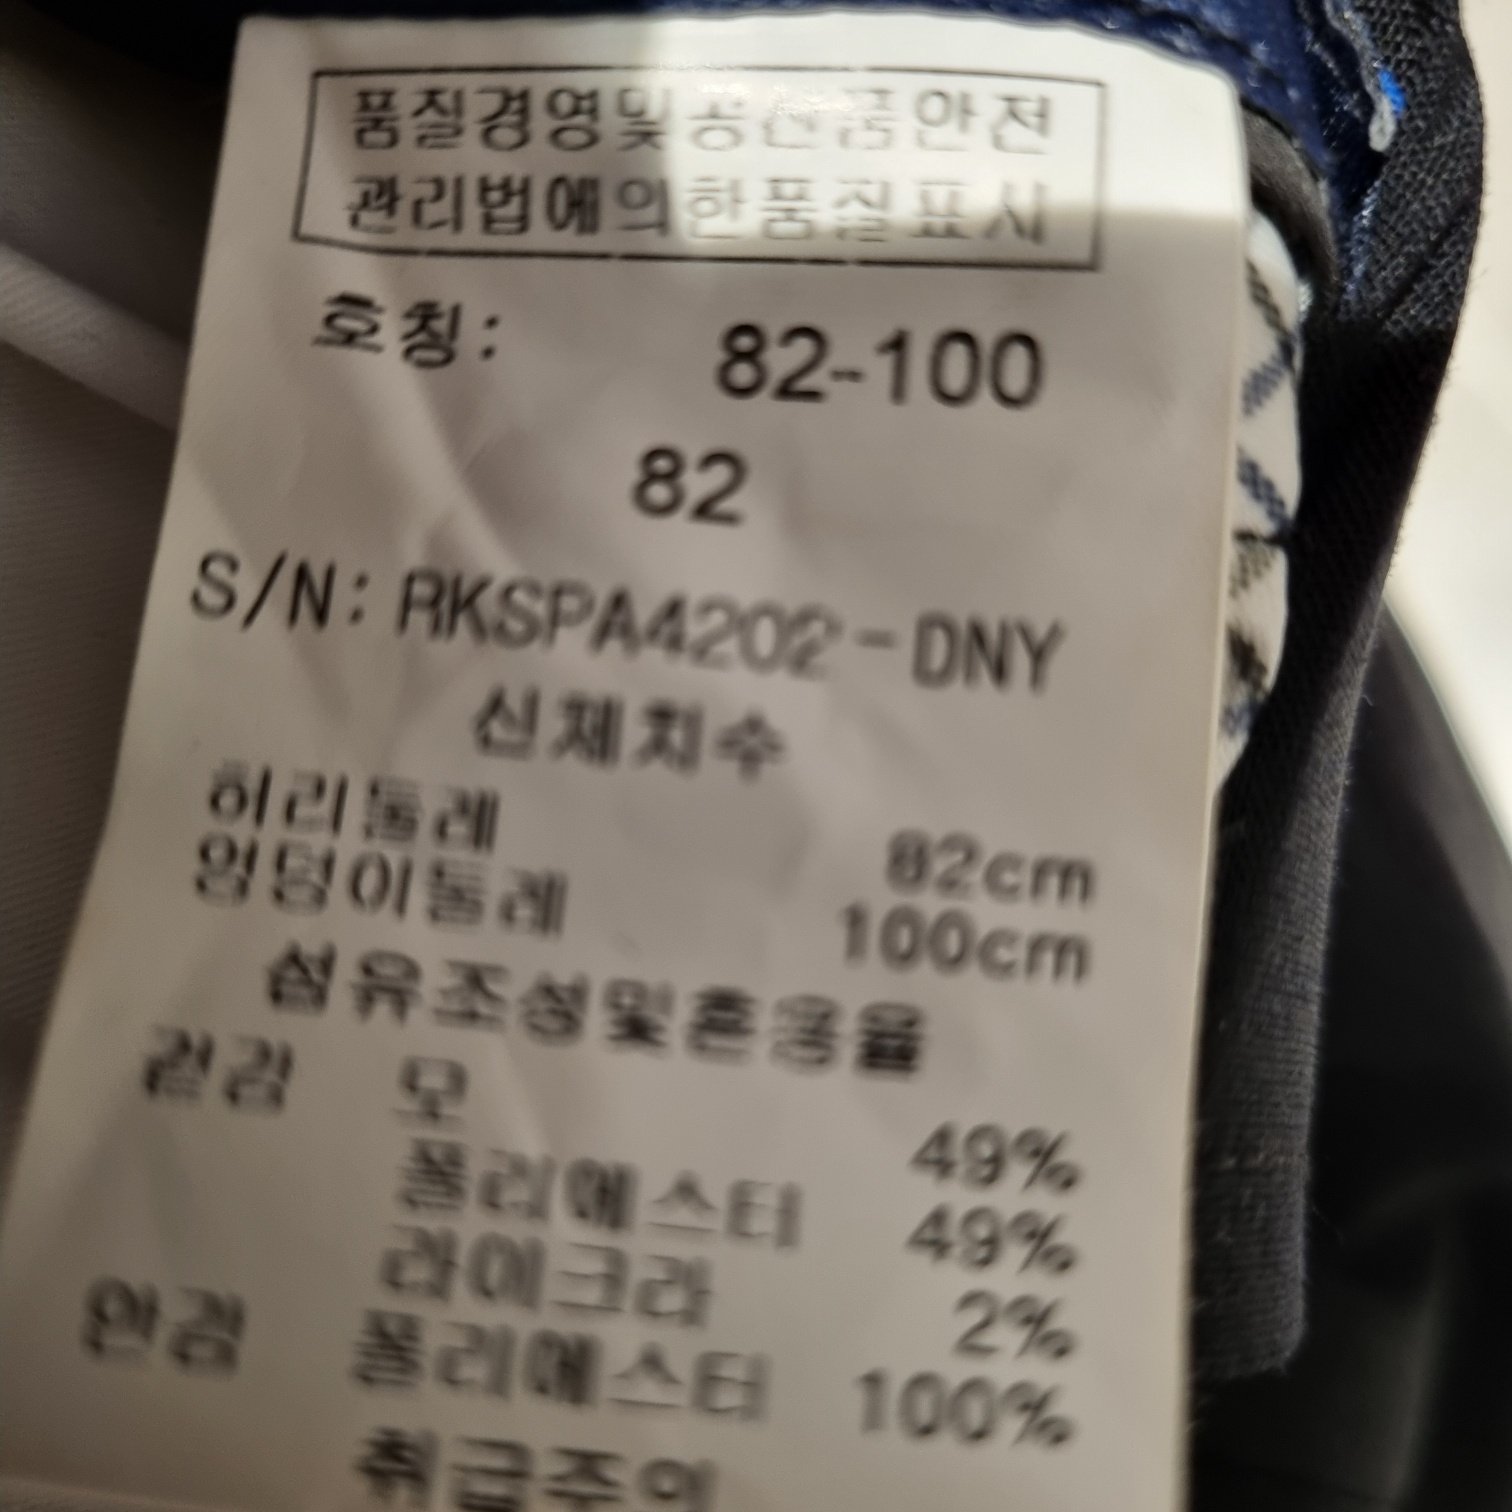 품질경영및공산품안전
관리법에의한품질표시
호칭: 82-100
82
S/N: RKSPA4202-DNY
신체치수
허리둘레 82cm
엉덩이둘레 100cm
섬유조성및혼용율
겉감 모 49%
폴리에스터 49%
라이크라 2%
안감 폴리에스터 100%
취급주의